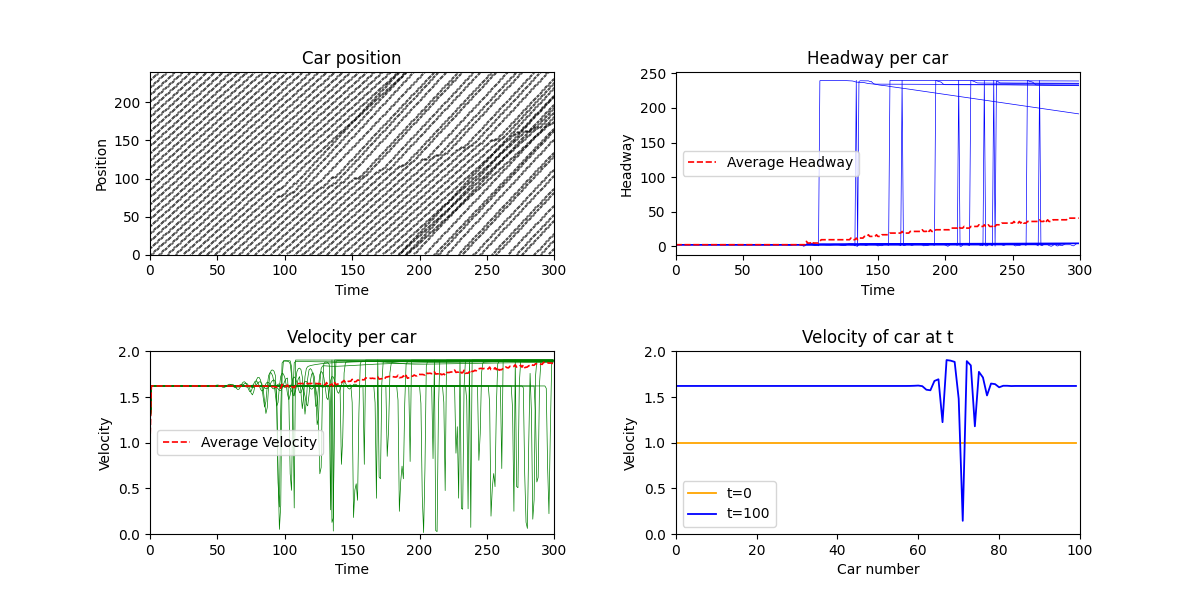 Car position
Position
200
150
100
50
0
0 50 100 150 200 250 300
Time
Headway per car
Headway
250
200
150
100
50
0
Average Headway
0 50 100 150 200 250 300
Time
Velocity per car
Velocity
2.0
1.5
1.0
0.5
0.0
Average Velocity
0 50 100 150 200 250 300
Time
Velocity of car at t
Velocity
2.0
1.5
1.0
0.5
0.0
t=0
t=100
0 20 40 60 80 100
Car number